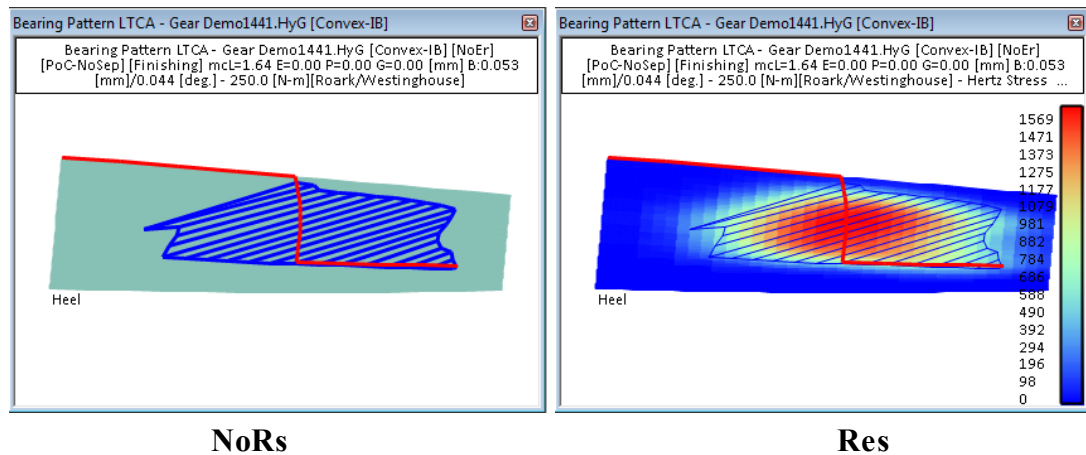 Bearing Pattern LTCA - Gear Demo1441.HyG [Convex-IB]
Bearing Pattern LTCA - Gear Demo1441.HyG [Convex-IB] [NoEr]
[PoC-NoSep] [Finishing] mcL=1.64 E=0.00 P=0.00 G=0.00 [mm] B:0.053
[mm]/0.044 [deg.] - 250.0 [N-m][Roark/Westinghouse]
Heel
NoRs
Bearing Pattern LTCA - Gear Demo1441.HyG [Convex-IB]
Bearing Pattern LTCA - Gear Demo1441.HyG [Convex-IB] [NoEr]
[PoC-NoSep] [Finishing] mcL=1.64 E=0.00 P=0.00 G=0.00 [mm] B:0.053
[mm]/0.044 [deg.] - 250.0 [N-m][Roark/Westinghouse] - Hertz Stress ...
1569
1471
1373
1275
1177
1079
981
882
784
686
588
490
392
294
196
98
0
Heel
Res